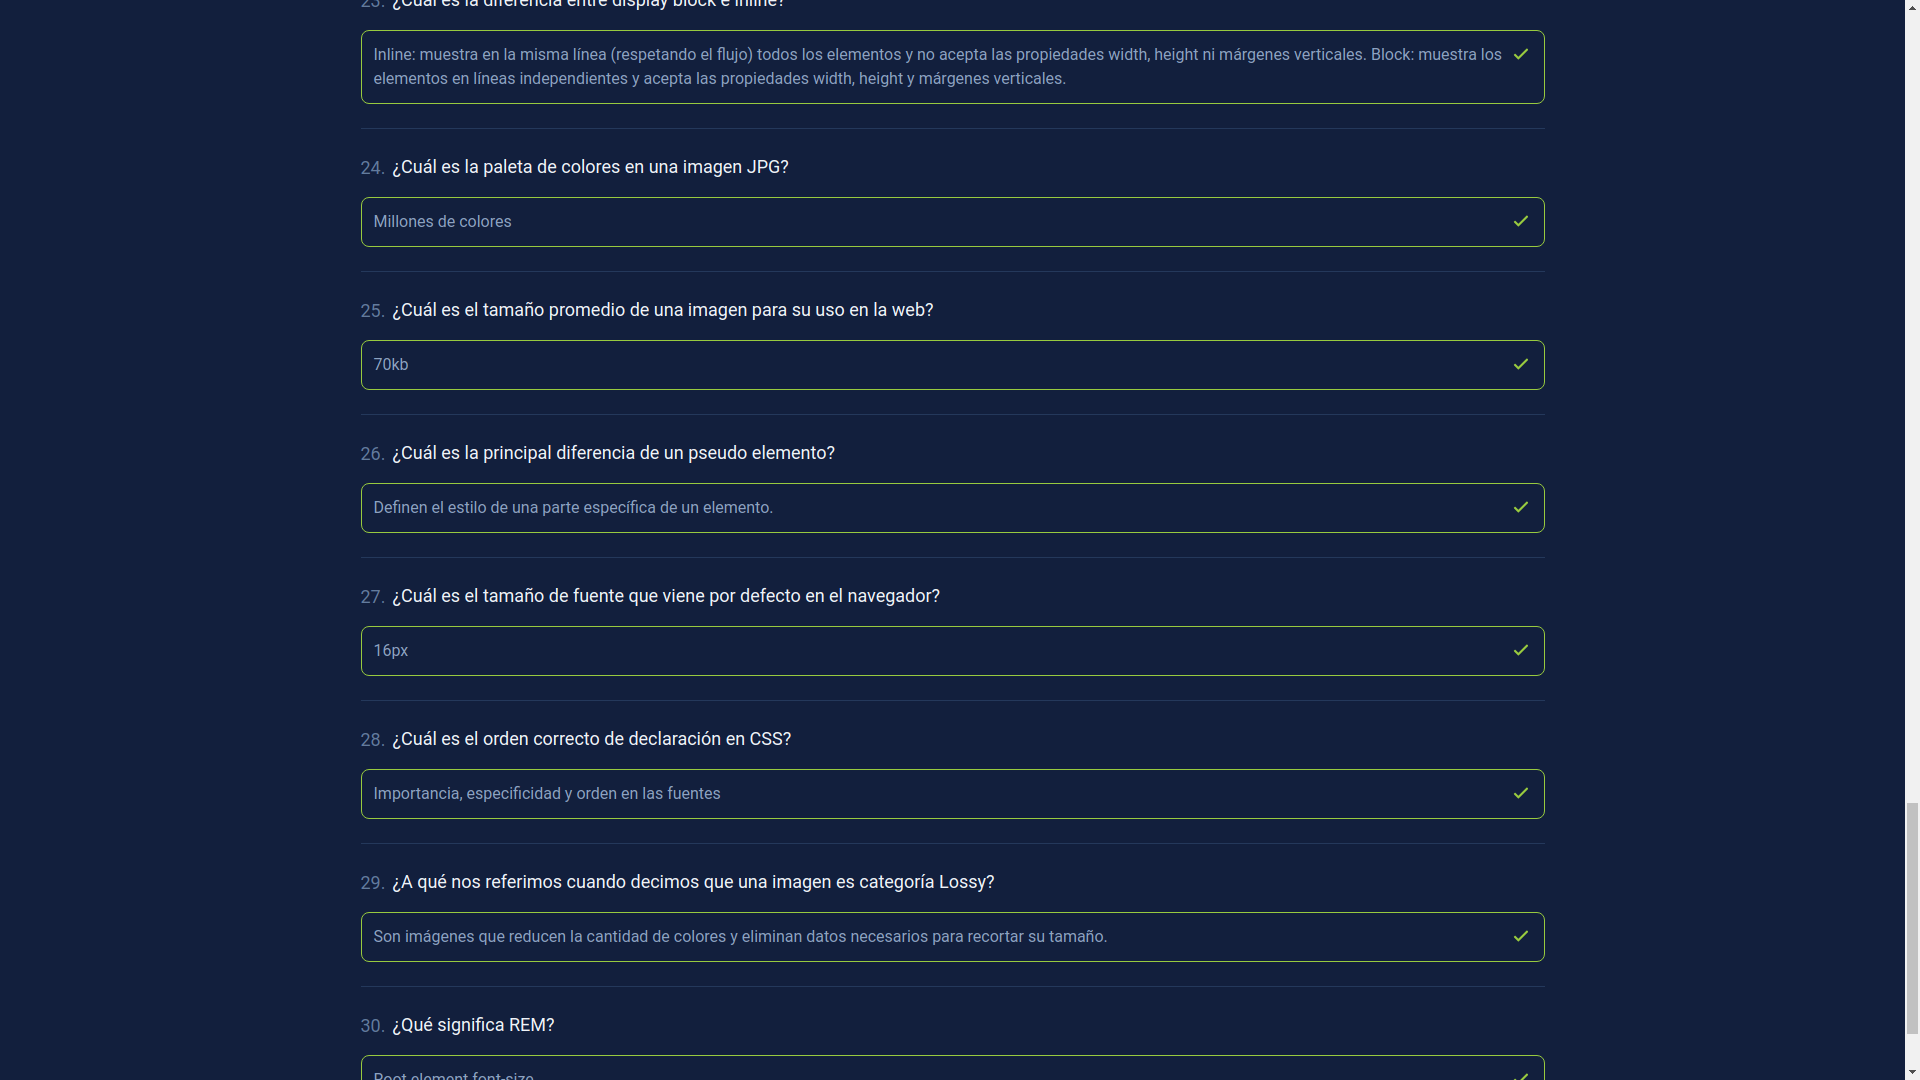 23. ¿Cuál es la diferencia entre display block e inline?
Inline: muestra en la misma línea (respetando el flujo) todos los elementos y no acepta las propiedades width, height ni márgenes verticales. Block: muestra los
elementos en líneas independientes y acepta las propiedades width, height y márgenes verticales.
24. ¿Cuál es la paleta de colores en una imagen JPG?
Millones de colores
25. ¿Cuál es el tamaño promedio de una imagen para su uso en la web?
70kb
26. ¿Cuál es la principal diferencia de un pseudo elemento?
Definen el estilo de una parte específica de un elemento.
27. ¿Cuál es el tamaño de fuente que viene por defecto en el navegador?
16px
28. ¿Cuál es el orden correcto de declaración en CSS?
Importancia, especificidad y orden en las fuentes
29. ¿A qué nos referimos cuando decimos que una imagen es categoría Lossy?
Son imágenes que reducen la cantidad de colores y eliminan datos necesarios para recortar su tamaño.
30. ¿Qué significa REM?
Root element font-size